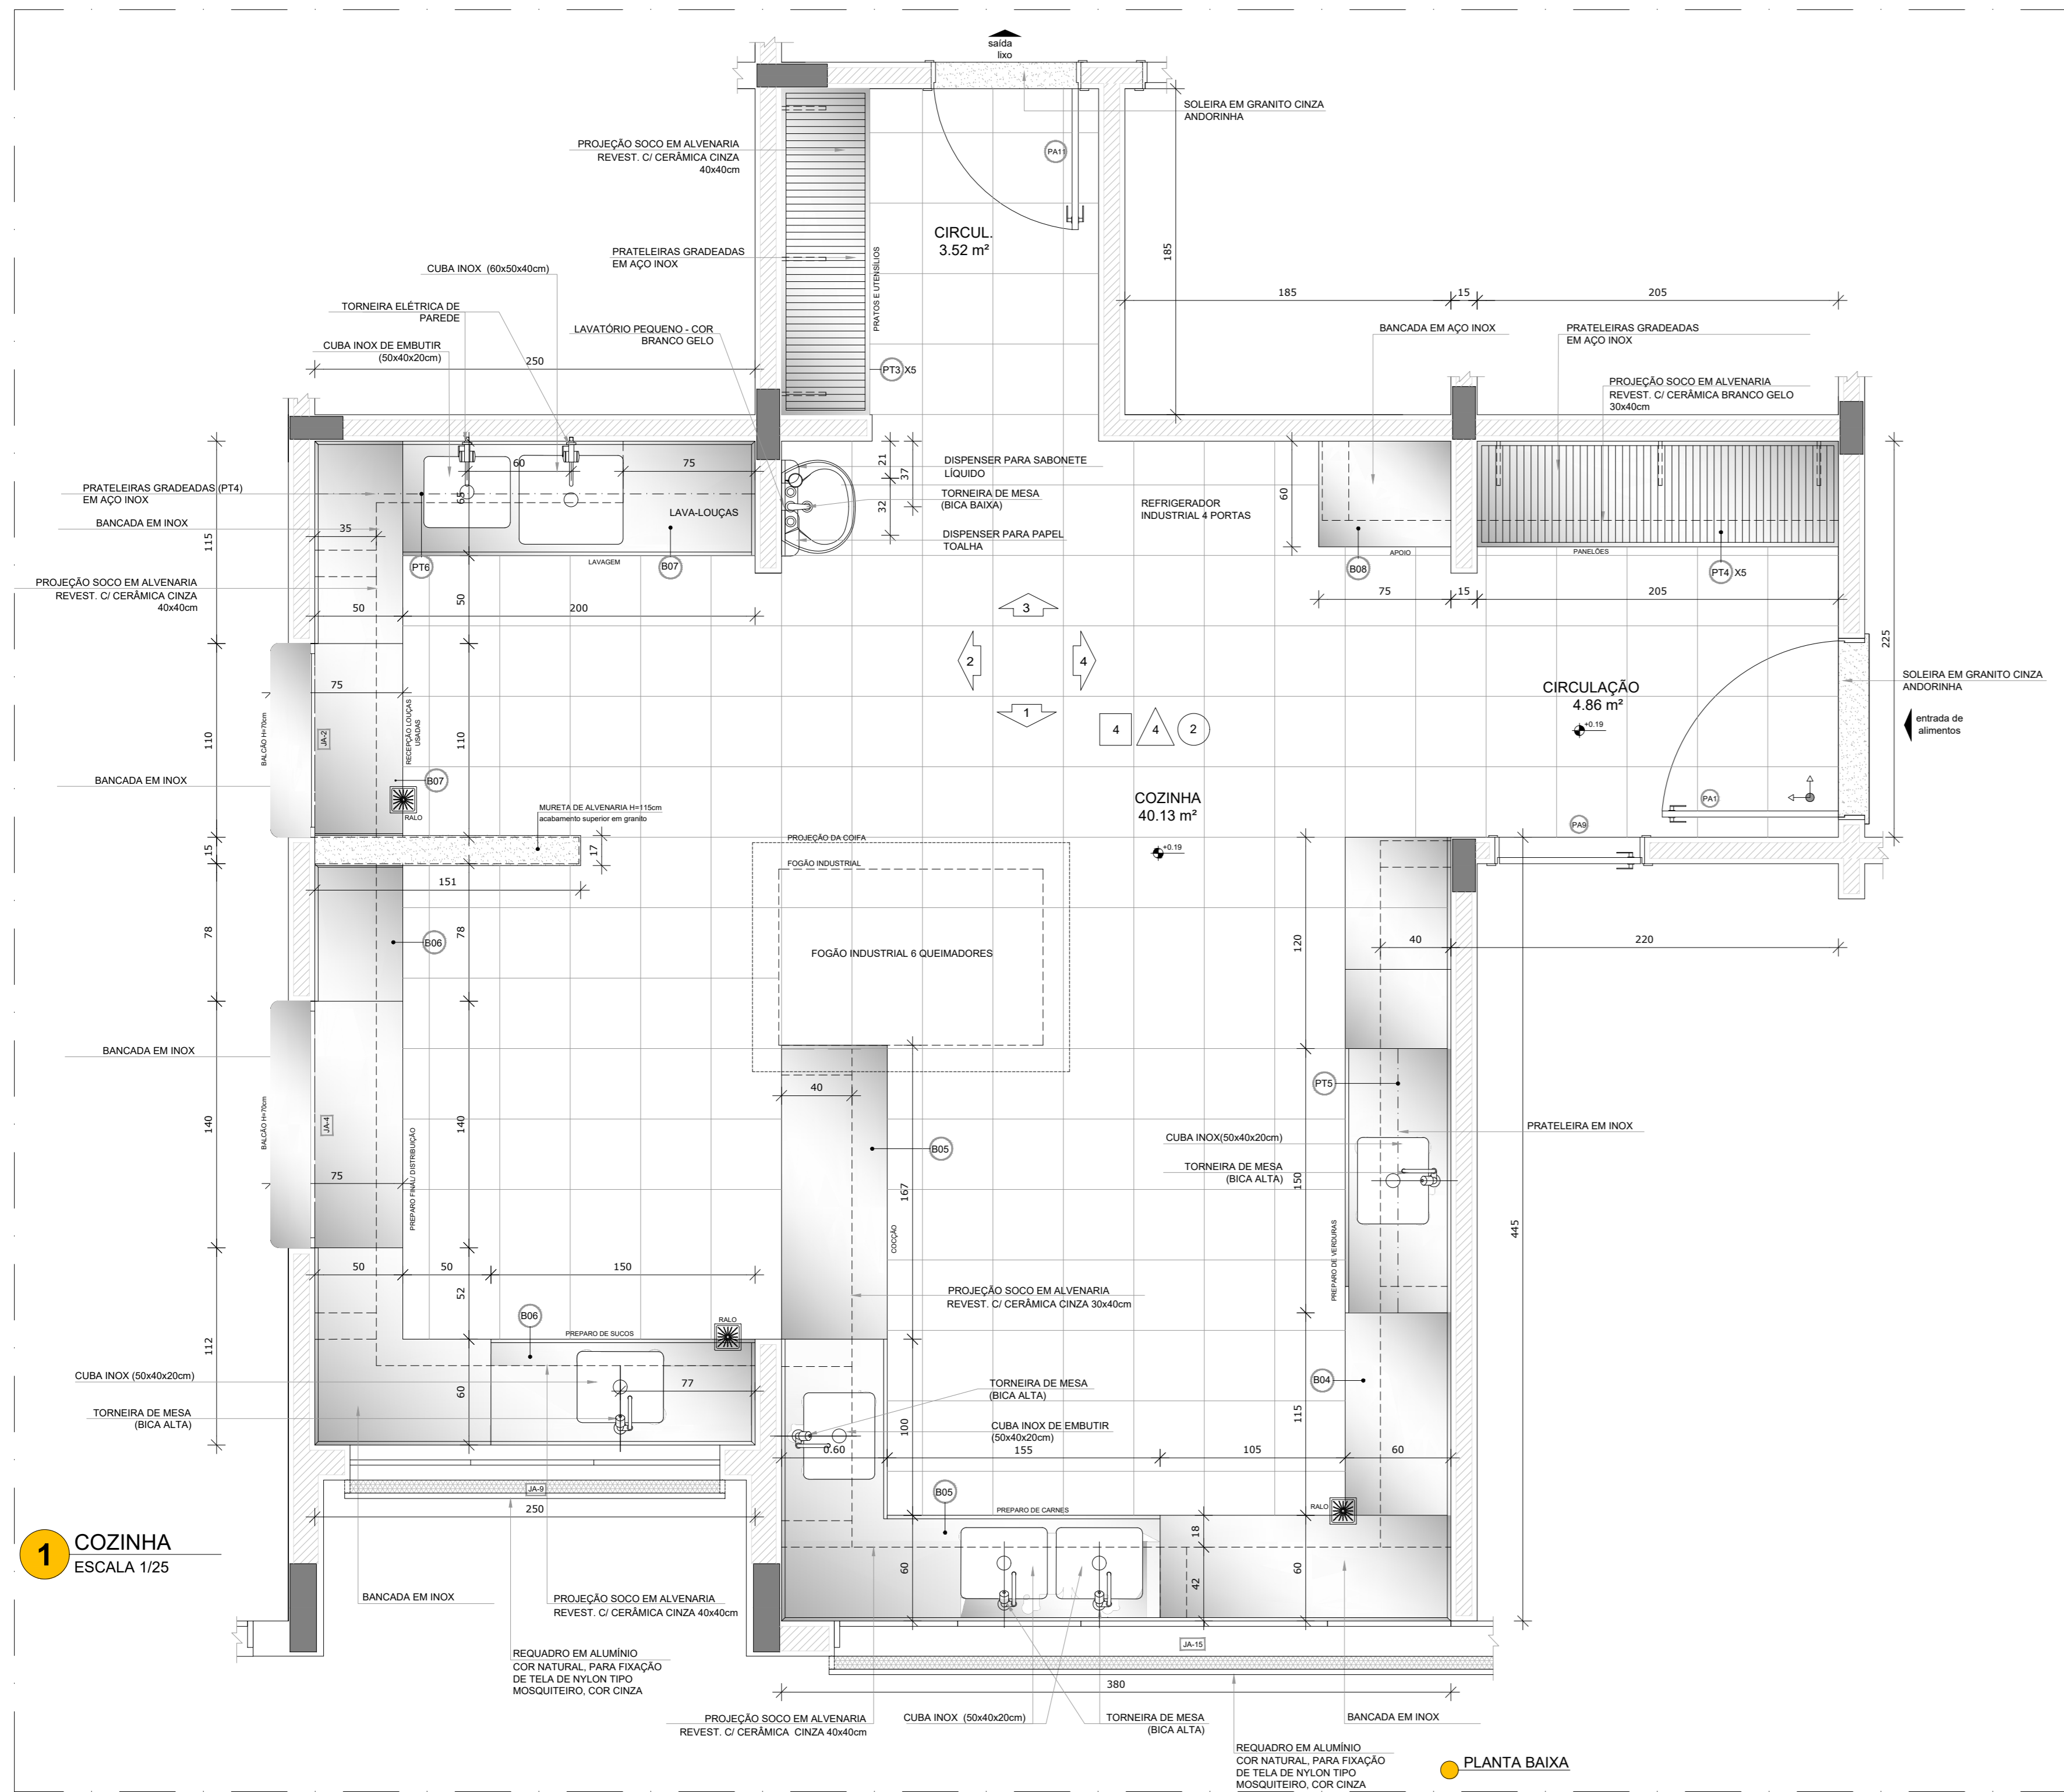 saída
lixo
SOLEIRA EM GRANITO CINZA
ANDORINHA
PROJEÇÃO SOCO EM ALVENARIA
REVEST. C/ CERÂMICA CINZA
40x40cm
PA11
CIRCUL.
3.52 m²
PRATELEIRAS GRADEADAS
EM AÇO INOX
PRATOS E UTENSÍLIOS
185
CUBA INOX (60x50x40cm)
TORNEIRA ELÉTRICA DE
PAREDE
LAVATÓRIO PEQUENO - COR
BRANCO GELO
CUBA INOX DE EMBUTIR
(50x40x20cm)
250
PT3 X5
185
15
205
BANCADA EM AÇO INOX
PRATELEIRAS GRADEADAS
EM AÇO INOX
PROJEÇÃO SOCO EM ALVENARIA
REVEST. C/ CERÂMICA BRANCO GELO
30x40cm
PRATELEIRAS GRADEADAS (PT4)
EM AÇO INOX
BANCADA EM INOX
60
75
65
35
LAVA-LOUÇAS
21
37
32
DISPENSER PARA SABONETE
LÍQUIDO
TORNEIRA DE MESA
(BICA BAIXA)
DISPENSER PARA PAPEL
TOALHA
REFRIGERADOR
INDUSTRIAL 4 PORTAS
60
115
PT6
LAVAGEM
B07
APOIO
B08
PANELÕES
PT4 X5
PROJEÇÃO SOCO EM ALVENARIA
REVEST. C/ CERÂMICA CINZA
40x40cm
50
50
200
75
15
205
3
2
4
1
225
75
BALCÃO H=70cm
JA-2
RECEPÇÃO LOUÇAS
USADAS
110
110
BANCADA EM INOX
B07
RALO
4
4
2
CIRCULAÇÃO
4.86 m²
+0.19
SOLEIRA EM GRANITO CINZA
ANDORINHA
entrada de
alimentos
PA1
PA9
COZINHA
40.13 m²
+0.19
MURETA DE ALVENARIA H=115cm
acabamento superior em granito
15
17
151
PROJEÇÃO DA COIFA
FOGÃO INDUSTRIAL
FOGÃO INDUSTRIAL 6 QUEIMADORES
78
78
B06
120
40
220
BANCADA EM INOX
BALCÃO H=70cm
JA-4
140
140
75
PREPARO FINAL/ DISTRIBUIÇÃO
40
B05
167
COCÇÃO
PT5
CUBA INOX(50x40x20cm)
TORNEIRA DE MESA
(BICA ALTA)
150
PREPARO DE VERDURAS
PRATELEIRA EM INOX
445
50
50
150
52
112
PROJEÇÃO SOCO EM ALVENARIA
REVEST. C/ CERÂMICA CINZA 30x40cm
B06
PREPARO DE SUCOS
RALO
CUBA INOX (50x40x20cm)
TORNEIRA DE MESA
(BICA ALTA)
60
77
TORNEIRA DE MESA
(BICA ALTA)
CUBA INOX DE EMBUTIR
(50x40x20cm)
100
0.60
155
105
60
B04
115
JA-9
250
B05
PREPARO DE CARNES
RALO
18
42
60
60
1
COZINHA
ESCALA 1/25
BANCADA EM INOX
PROJEÇÃO SOCO EM ALVENARIA
REVEST. C/ CERÂMICA CINZA 40x40cm
REQUADRO EM ALUMÍNIO
COR NATURAL, PARA FIXAÇÃO
DE TELA DE NYLON TIPO
MOSQUITEIRO, COR CINZA
JA-15
380
PROJEÇÃO SOCO EM ALVENARIA
REVEST. C/ CERÂMICA  CINZA 40x40cm
CUBA INOX (50x40x20cm)
TORNEIRA DE MESA
(BICA ALTA)
BANCADA EM INOX
REQUADRO EM ALUMÍNIO
COR NATURAL, PARA FIXAÇÃO
DE TELA DE NYLON TIPO
MOSQUITEIRO, COR CINZA
PLANTA BAIXA